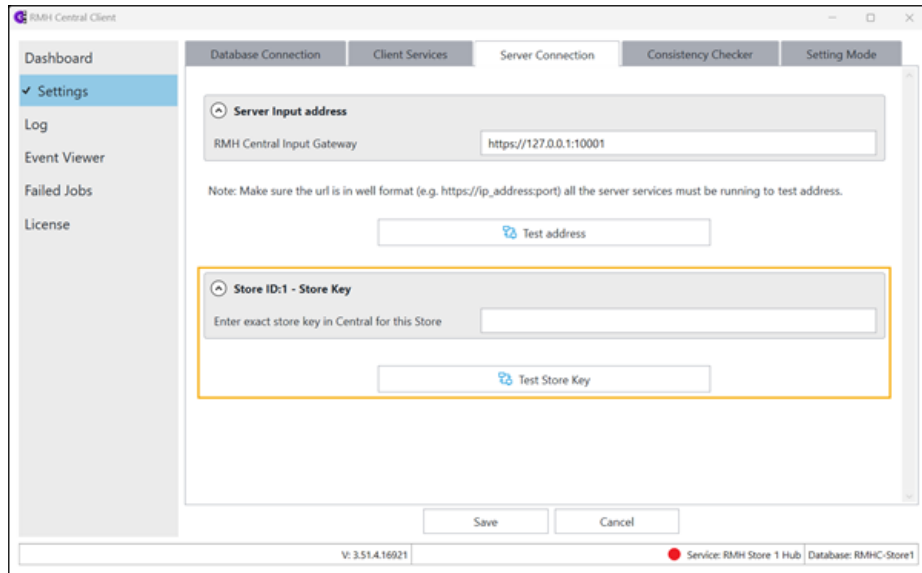 RMH Central Client
Dashboard
✔ Settings
Log
Event Viewer
Failed Jobs
License
Database Connection
Client Services
Server Connection
Consistency Checker
Setting Mode
Server Input address
RMH Central Input Gateway
https://127.0.0.1:10001
Note: Make sure the url is in well format (e.g. https://ip_address:port) all the server services must be running to test address.
Test address
Store ID:1 - Store Key
Enter exact store key in Central for this Store
Test Store Key
Save
Cancel
V: 3.51.4.16921
Service: RMH Store 1 Hub
Database: RMHC-Store1